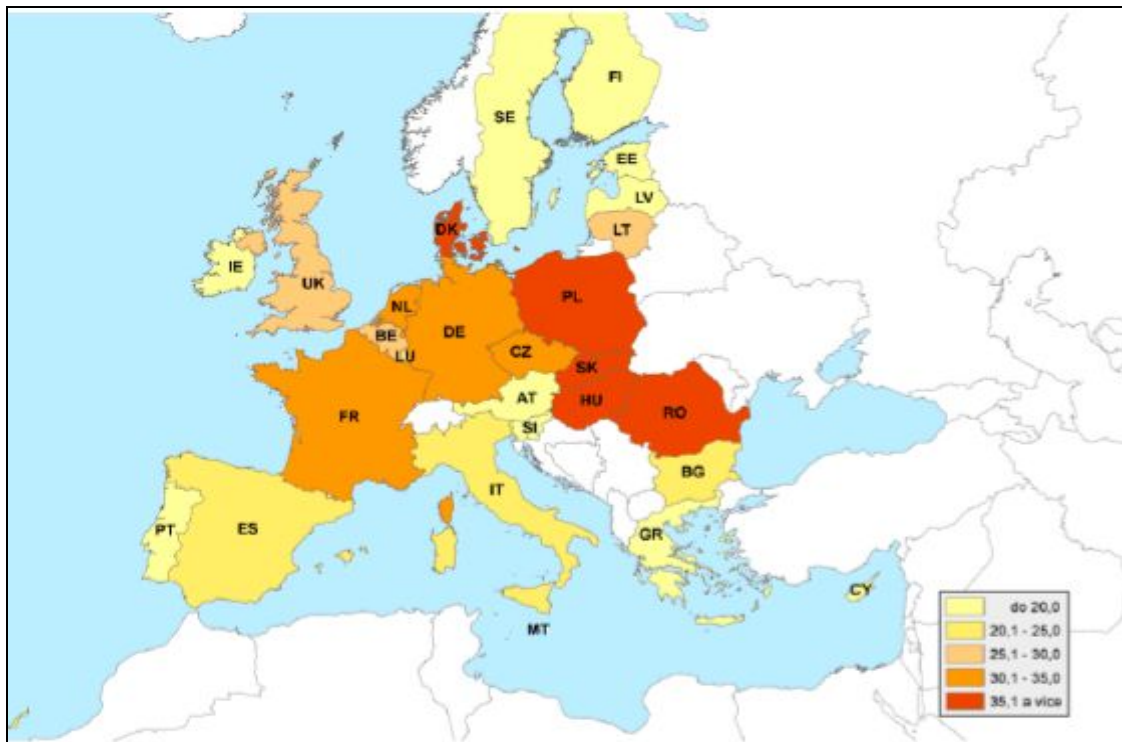 FI
SE
EE
LV
DK
LT
IE
UK
NL
PL
BE
DE
LU
CZ
SK
AT
HU
FR
RO
SI
BG
IT
PT
ES
GR
CY
MT
do 20,0
20,1 - 25,0
25,1 - 30,0
30,1 - 35,0
35,1 a více